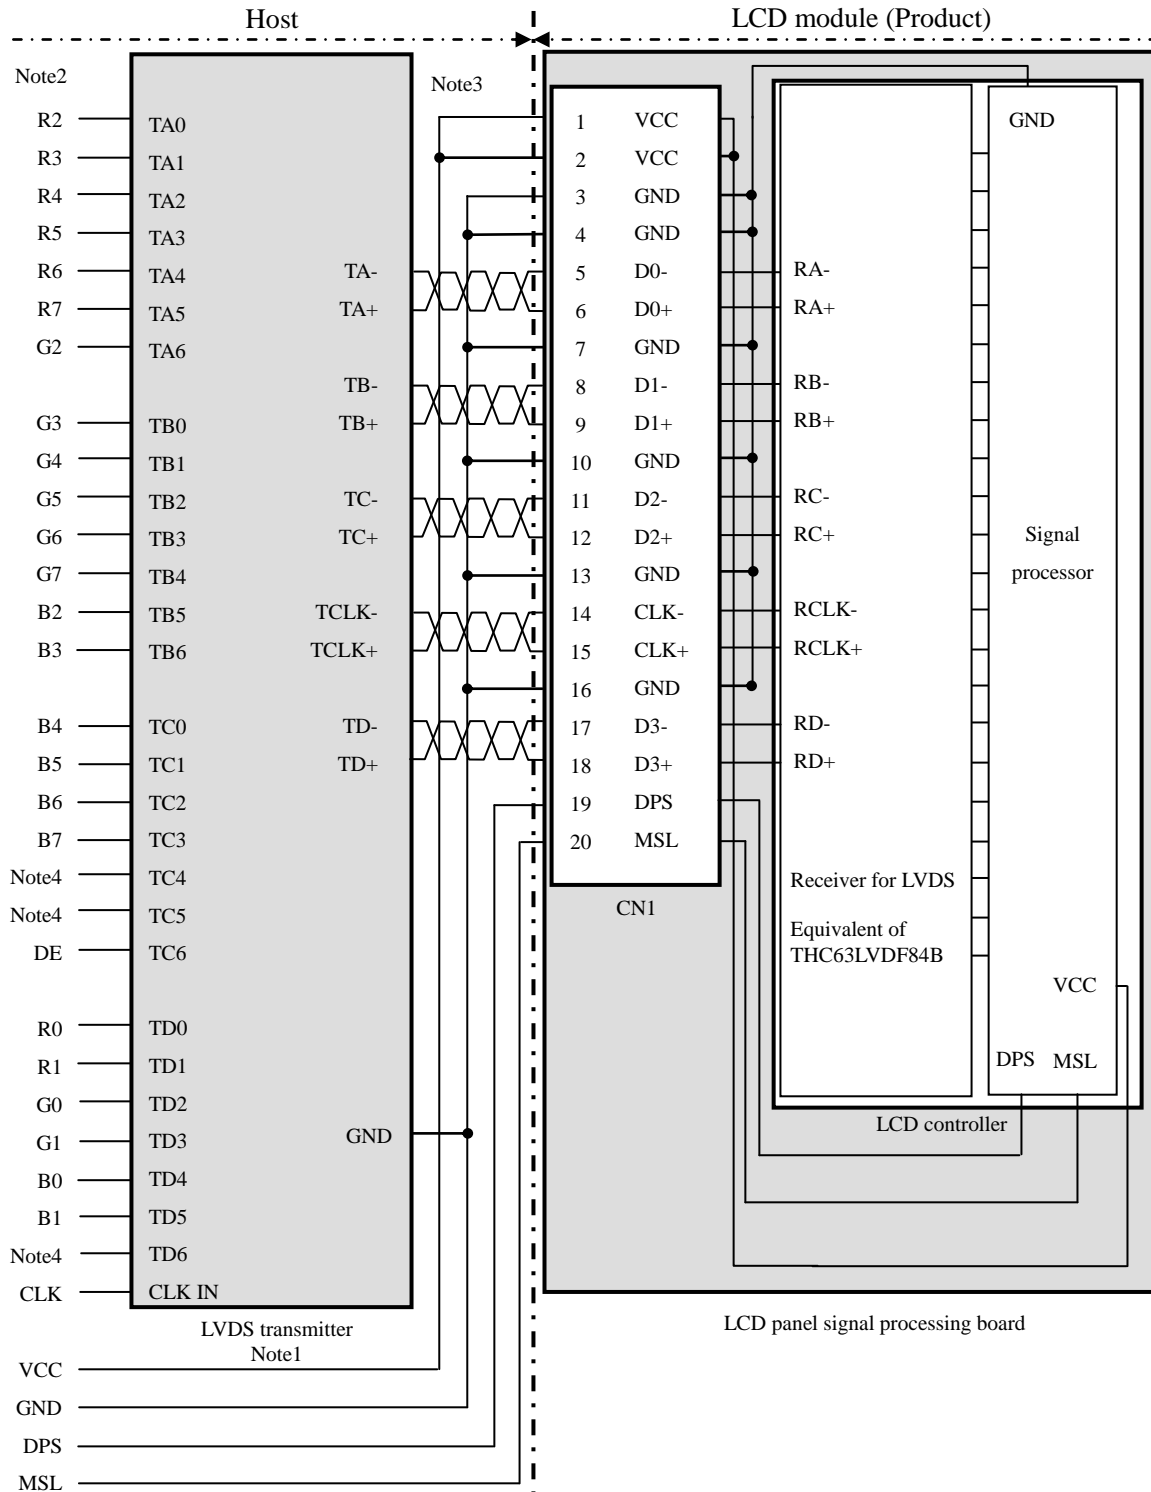 Host
LCD module (Product)
Note2
Note3
R2 TA0
R3 TA1
R4 TA2
R5 TA3
R6 TA4 TA-
R7 TA5 TA+
G2 TA6
TB-
G3 TB0 TB+
G4 TB1
G5 TB2 TC-
G6 TB3 TC+
G7 TB4
B2 TB5 TCLK-
B3 TB6 TCLK+
B4 TC0 TD-
B5 TC1 TD+
B6 TC2
B7 TC3
Note4 TC4
Note4 TC5
DE TC6
R0 TD0
R1 TD1
G0 TD2
G1 TD3 GND
B0 TD4
B1 TD5
Note4 TD6
CLK CLK IN
LVDS transmitter
Note1
VCC
GND
DPS
MSL
1 VCC
2 VCC
3 GND
4 GND
5 D0-
6 D0+
7 GND
8 D1-
9 D1+
10 GND
11 D2-
12 D2+
13 GND
14 CLK-
15 CLK+
16 GND
17 D3-
18 D3+
19 DPS
20 MSL
CN1
RA-
RA+
RB-
RB+
RC-
RC+
RCLK-
RCLK+
RD-
RD+
Receiver for LVDS
Equivalent of
THC63LVDF84B
GND
Signal
processor
VCC
DPS MSL
LCD controller
LCD panel signal processing board